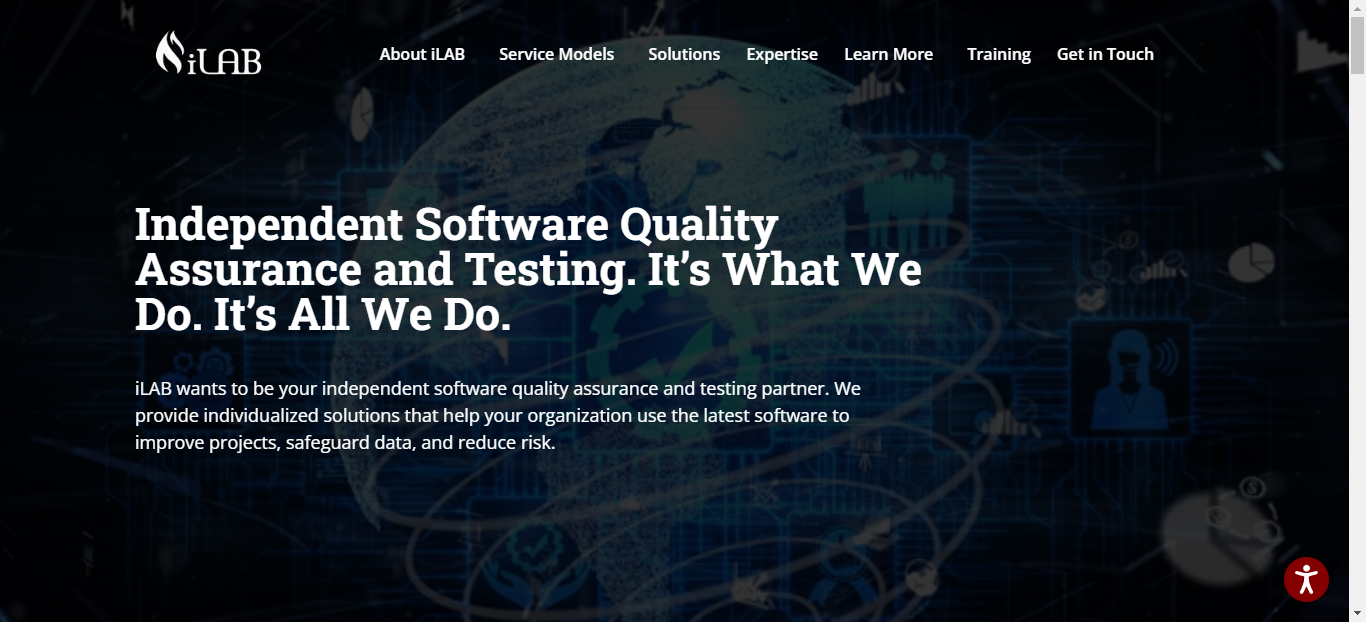 iLAB
About iLAB Service Models Solutions Expertise Learn More Training Get in Touch
Independent Software Quality
Assurance and Testing. It’s What We
Do. It’s All We Do.
iLAB wants to be your independent software quality assurance and testing partner. We
provide individualized solutions that help your organization use the latest software to
improve projects, safeguard data, and reduce risk.